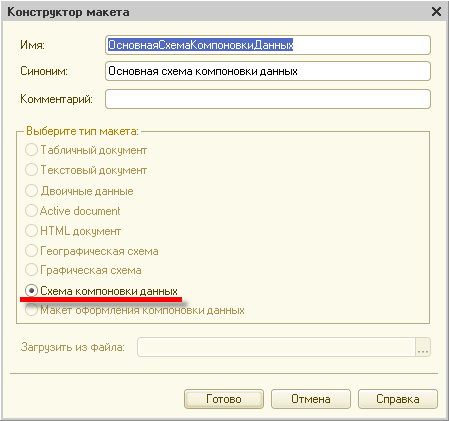 Конструктор макета
Имя: ОсновнаяСхемаКомпоновкиДанных
Синоним: Основная схема компоновки данных
Комментарий:
Выберите тип макета:
Табличный документ
Текстовый документ
Двоичные данные
Active document
HTML документ
Географическая схема
Графическая схема
Схема компоновки данных
Макет оформления компоновки данных
Загрузить из файла: ...
Готово Отмена Справка